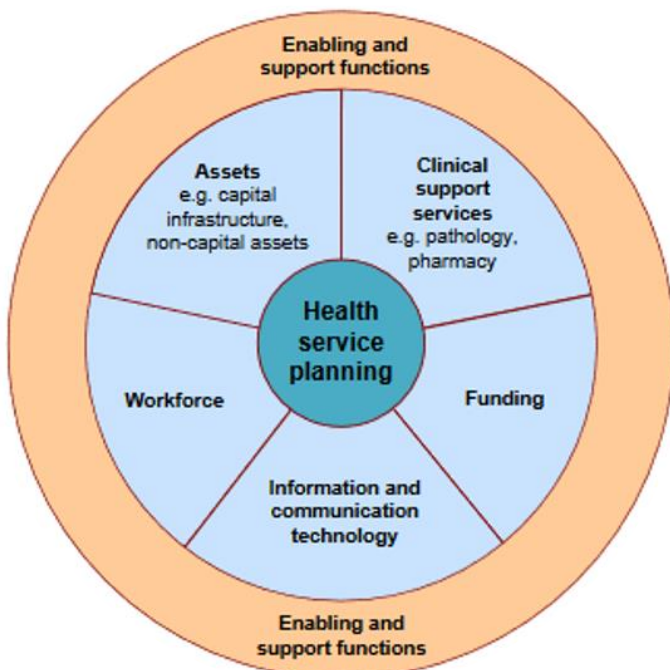 Enabling and
support functions
Assets
e.g. capital
infrastructure,
non-capital assets
Clinical
support
services
e.g. pathology,
pharmacy
Health
service
planning
Workforce
Funding
Information and
communication
technology
Enabling and
support functions